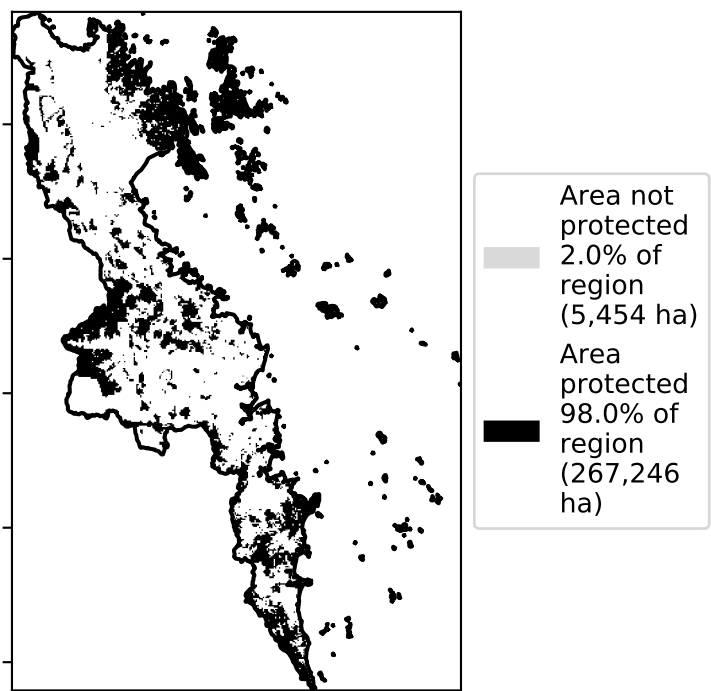 Area not
protected
2.0% of
region
(5,454 ha)
Area
protected
98.0% of
region
(267,246
ha)